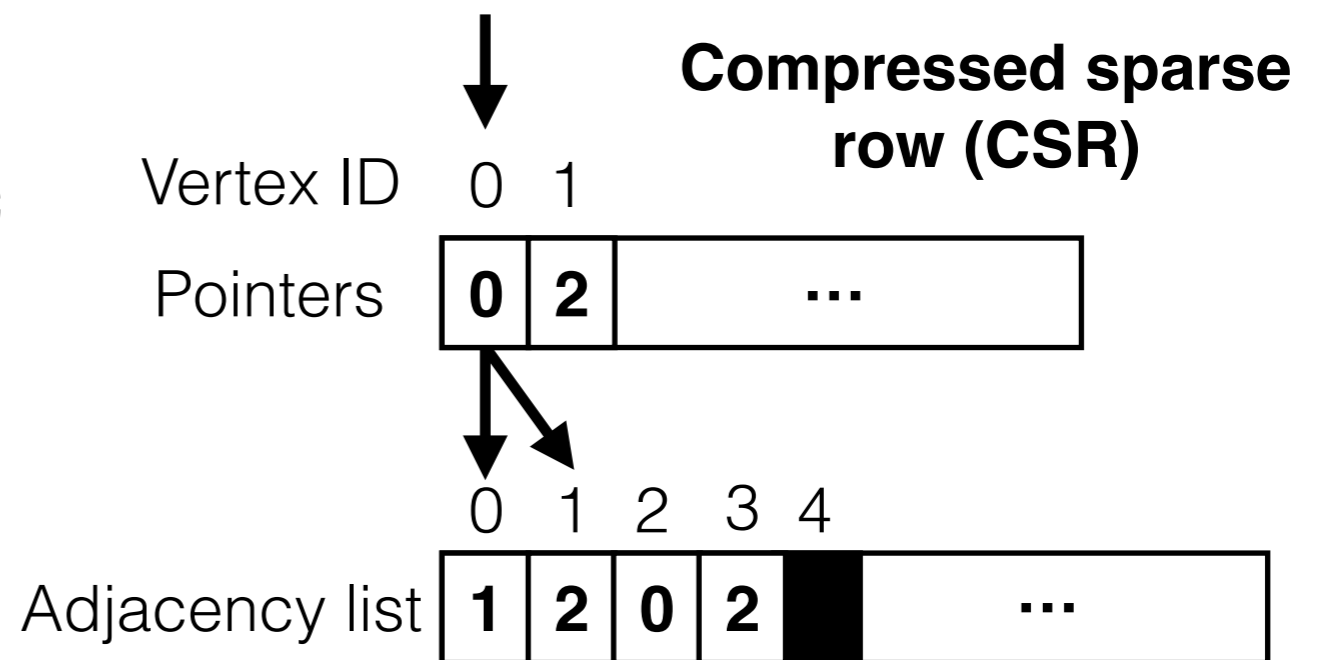 Compressed sparse
row (CSR)
Vertex ID 0 1
Pointers 0 2 ...
0 1 2 3 4
Adjacency list 1 2 0 2 ...